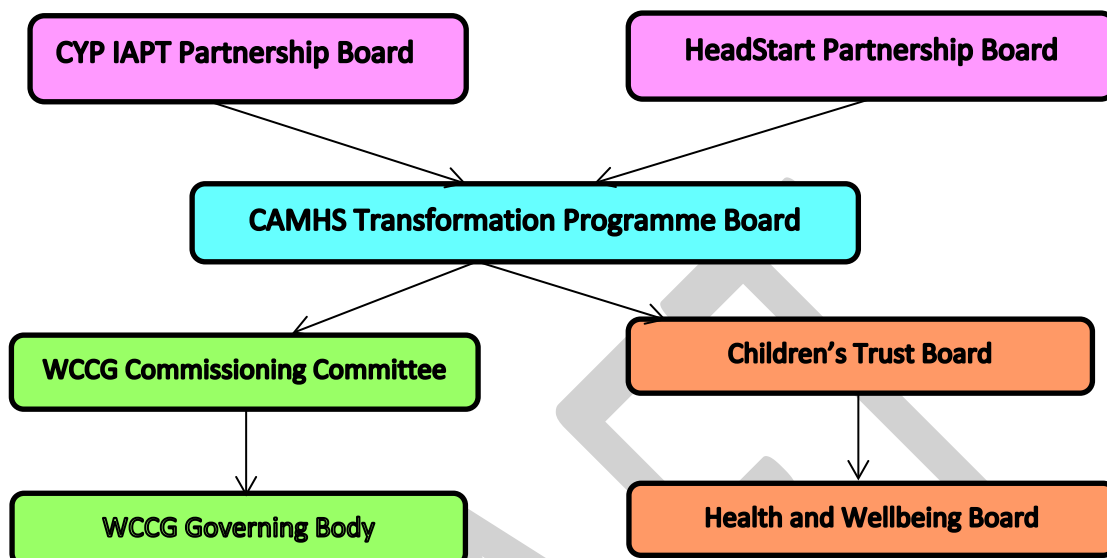 CYP IAPT Partnership Board
HeadStart Partnership Board
CAMHS Transformation Programme Board
WCCG Commissioning Committee
Children’s Trust Board
WCCG Governing Body
Health and Wellbeing Board